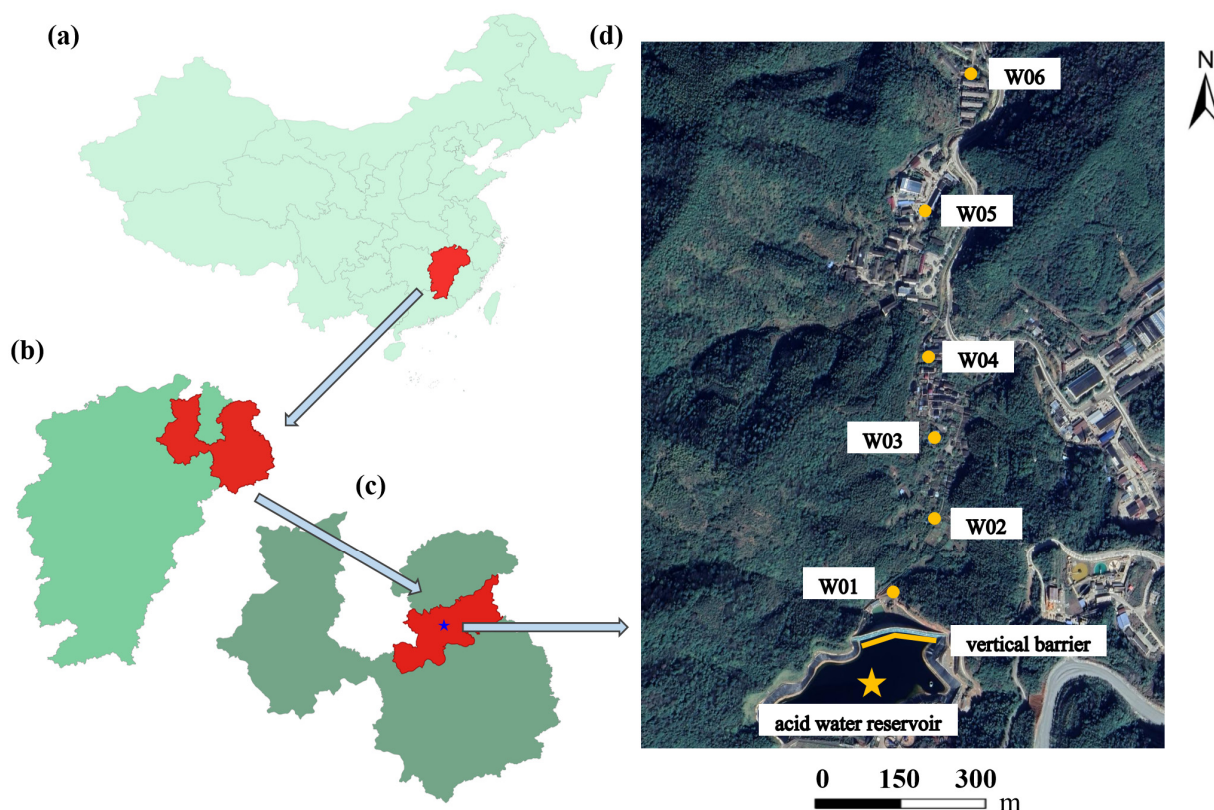 (a)
(d)
N
W06
W05
(b)
W04
W03
(c)
W02
W01
vertical barrier
acid water reservoir
0 150 300
m